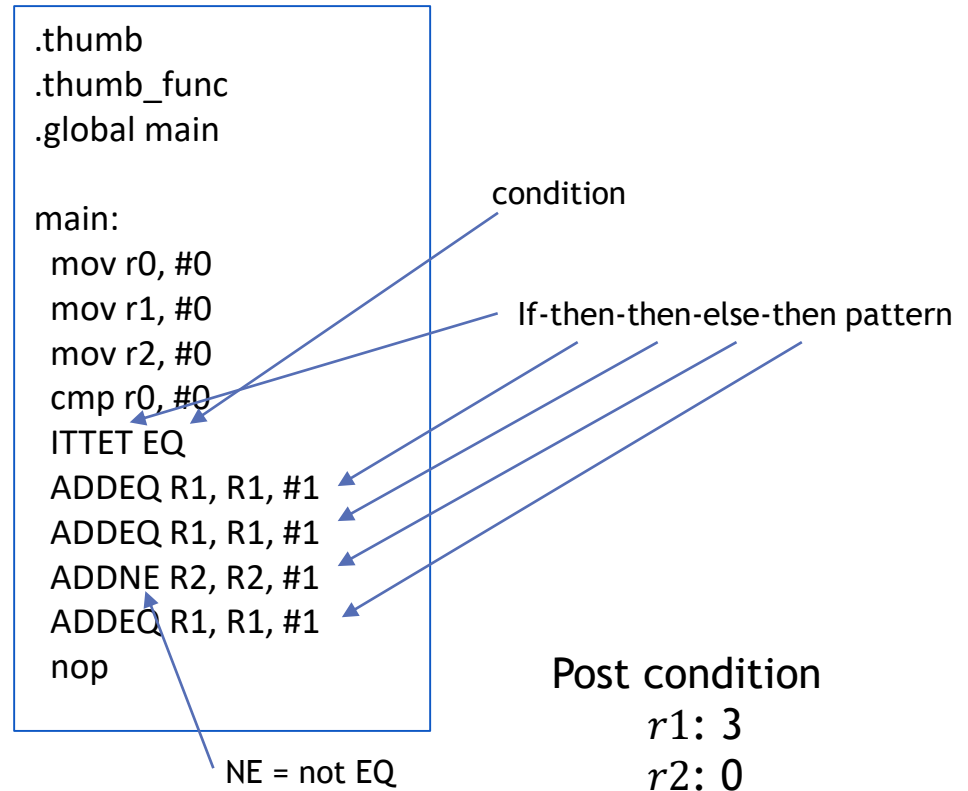 .thumb
.thumb_func
.global main
main:
mov r0, #0
mov r1, #0
mov r2, #0
cmp r0, #0
ITTET EQ
ADDEQ R1, R1, #1
ADDEQ R1, R1, #1
ADDNE R2, R2, #1
ADDEQ R1, R1, #1
nop
condition
If-then-then-else-then pattern
NE = not EQ
Post condition
r1: 3
r2: 0